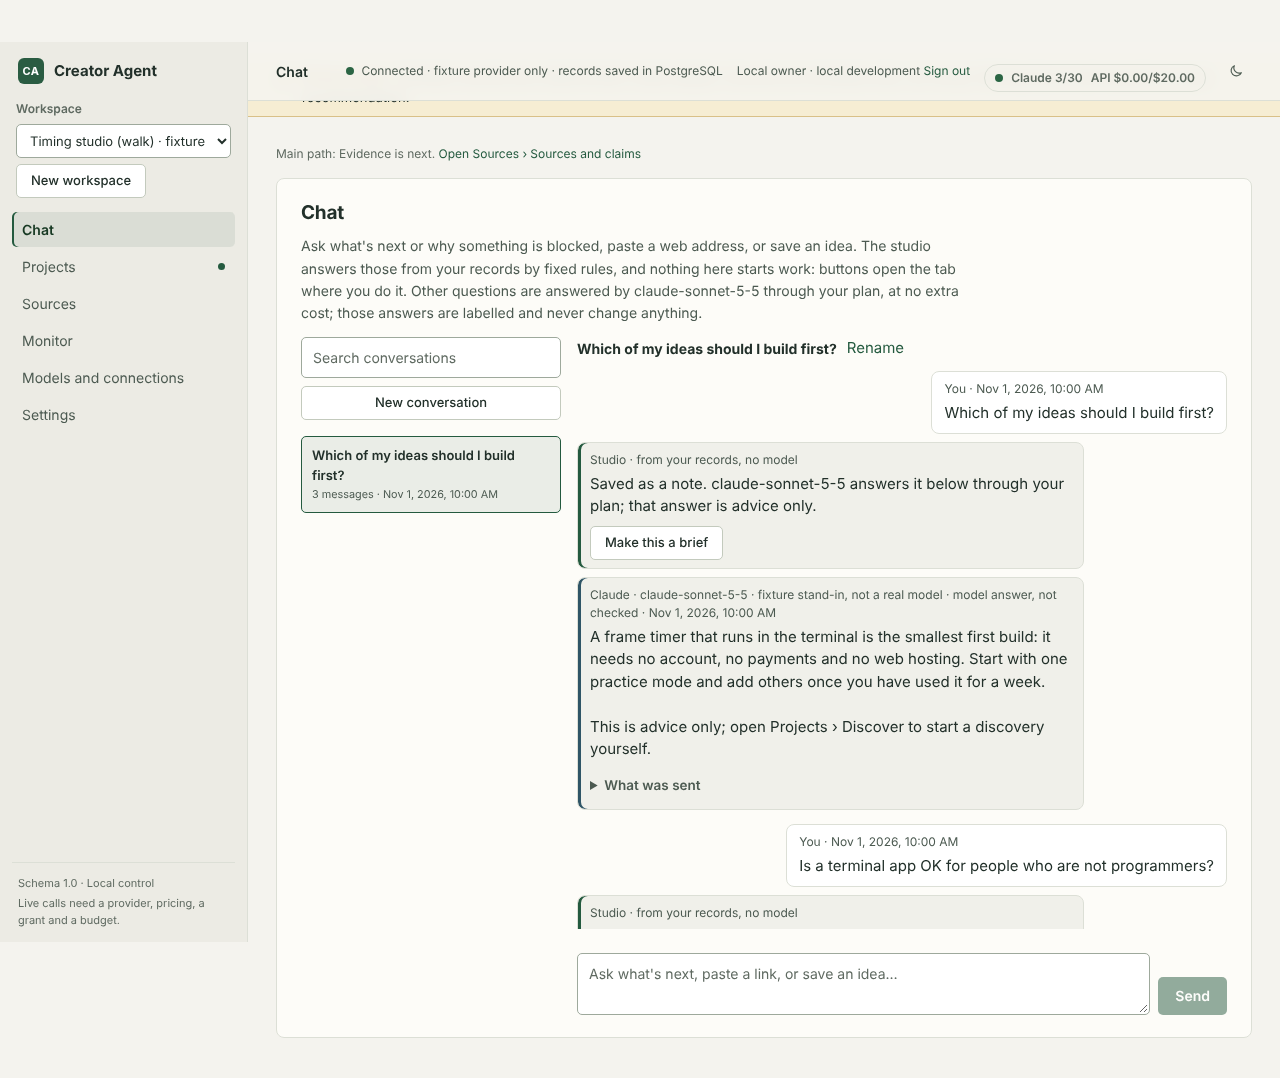 CA Creator Agent
Workspace
Timing studio (walk) · fixture
New workspace
Chat
Projects
Sources
Monitor
Models and connections
Settings
Schema 1.0 · Local control
Live calls need a provider, pricing, a
grant and a budget.
Chat
Connected · fixture provider only · records saved in PostgreSQL
Local owner · local development Sign out
Claude 3/30 API $0.00/$20.00
Main path: Evidence is next. Open Sources › Sources and claims
Chat
Ask what's next or why something is blocked, paste a web address, or save an idea. The studio
answers those from your records by fixed rules, and nothing here starts work: buttons open the tab
where you do it. Other questions are answered by claude-sonnet-5-5 through your plan, at no extra
cost; those answers are labelled and never change anything.
Search conversations
New conversation
Which of my ideas should I build
first?
3 messages · Nov 1, 2026, 10:00 AM
Which of my ideas should I build first? Rename
You · Nov 1, 2026, 10:00 AM
Which of my ideas should I build first?
Studio · from your records, no model
Saved as a note. claude-sonnet-5-5 answers it below through your
plan; that answer is advice only.
Make this a brief
Claude · claude-sonnet-5-5 · fixture stand-in, not a real model · model answer, not
checked · Nov 1, 2026, 10:00 AM
A frame timer that runs in the terminal is the smallest first build: it
needs no account, no payments and no web hosting. Start with one
practice mode and add others once you have used it for a week.
This is advice only; open Projects › Discover to start a discovery
yourself.
What was sent
You · Nov 1, 2026, 10:00 AM
Is a terminal app OK for people who are not programmers?
Studio · from your records, no model
Ask what's next, paste a link, or save an idea...
Send